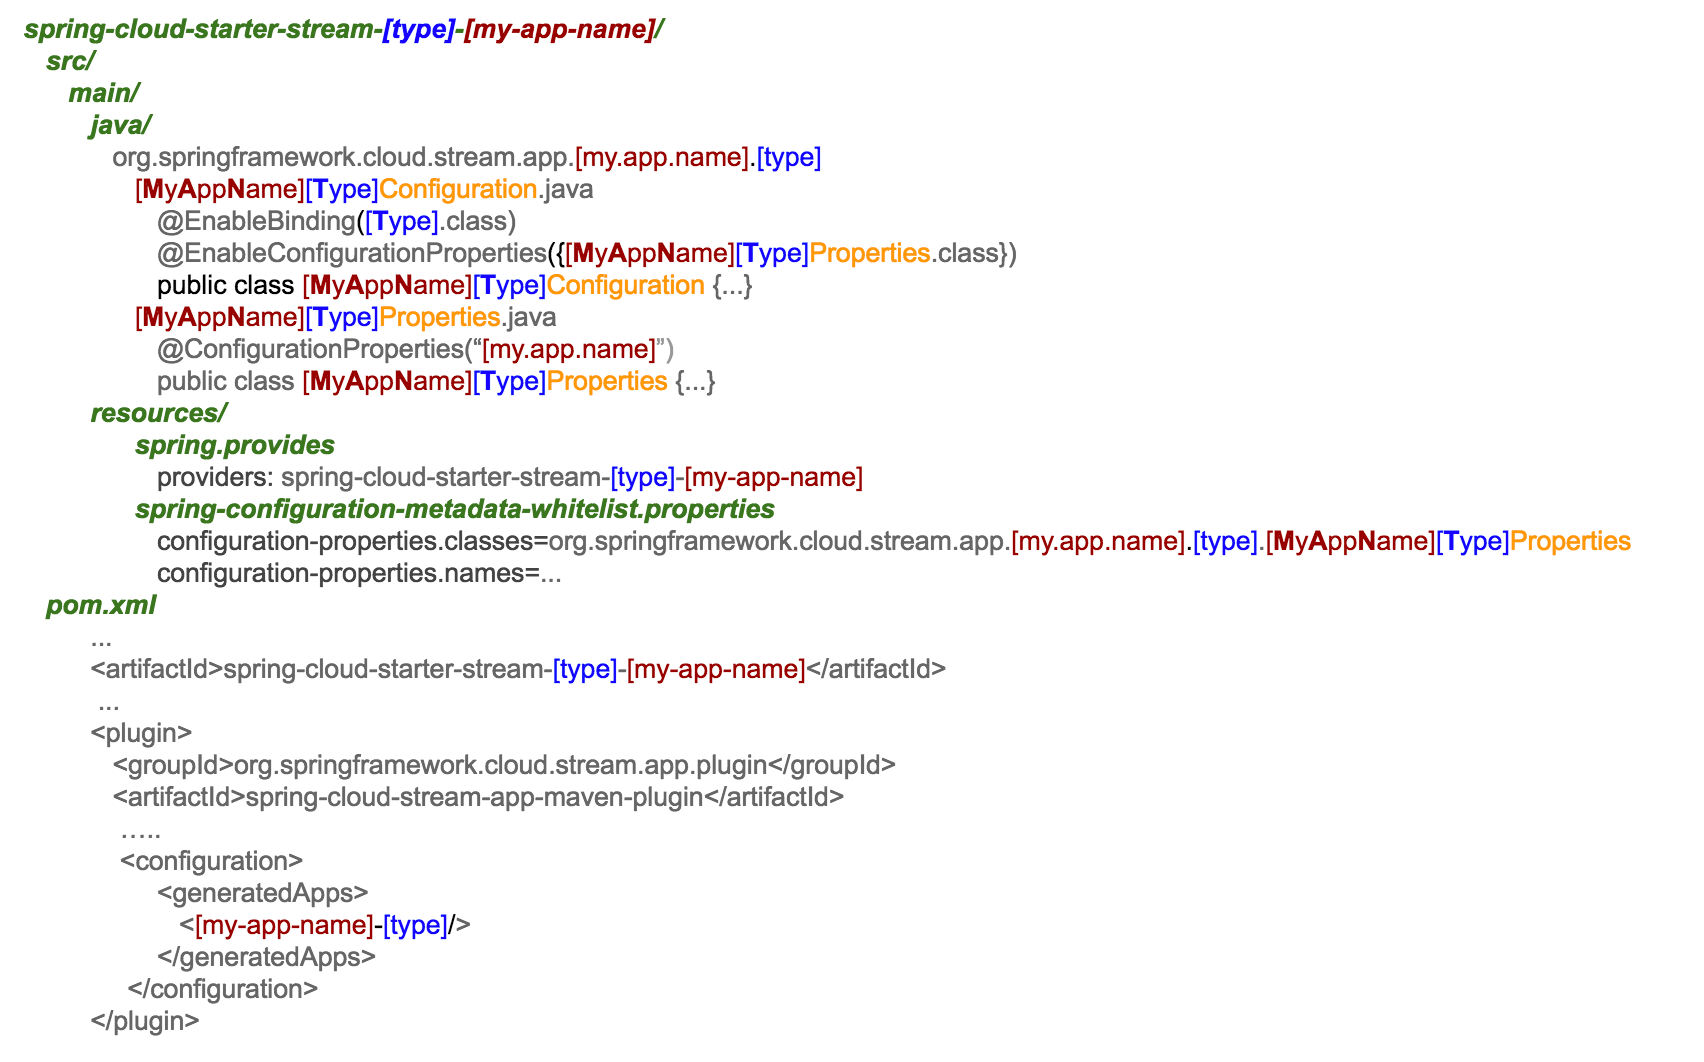 spring-cloud-starter-stream-[type]-[my-app-name]/
src/
main/
java/
org.springframework.cloud.stream.app.[my.app.name].[type]
[MyAppName][Type]Configuration.java
@EnableBinding([Type].class)
@EnableConfigurationProperties({[MyAppName][Type]Properties.class})
public class [MyAppName][Type]Configuration {...}
[MyAppName][Type]Properties.java
@ConfigurationProperties(“[my.app.name]”)
public class [MyAppName][Type]Properties {...}
resources/
spring.provides
providers: spring-cloud-starter-stream-[type]-[my-app-name]
spring-configuration-metadata-whitelist.properties
configuration-properties.classes=org.springframework.cloud.stream.app.[my.app.name].[type].[MyAppName][Type]Properties
configuration-properties.names=...
pom.xml
...
<artifactId>spring-cloud-starter-stream-[type]-[my-app-name]</artifactId>
...
<plugin>
<groupId>org.springframework.cloud.stream.app.plugin</groupId>
<artifactId>spring-cloud-stream-app-maven-plugin</artifactId>
…..
<configuration>
<generatedApps>
<[my-app-name]-[type]/>
</generatedApps>
</configuration>
</plugin>